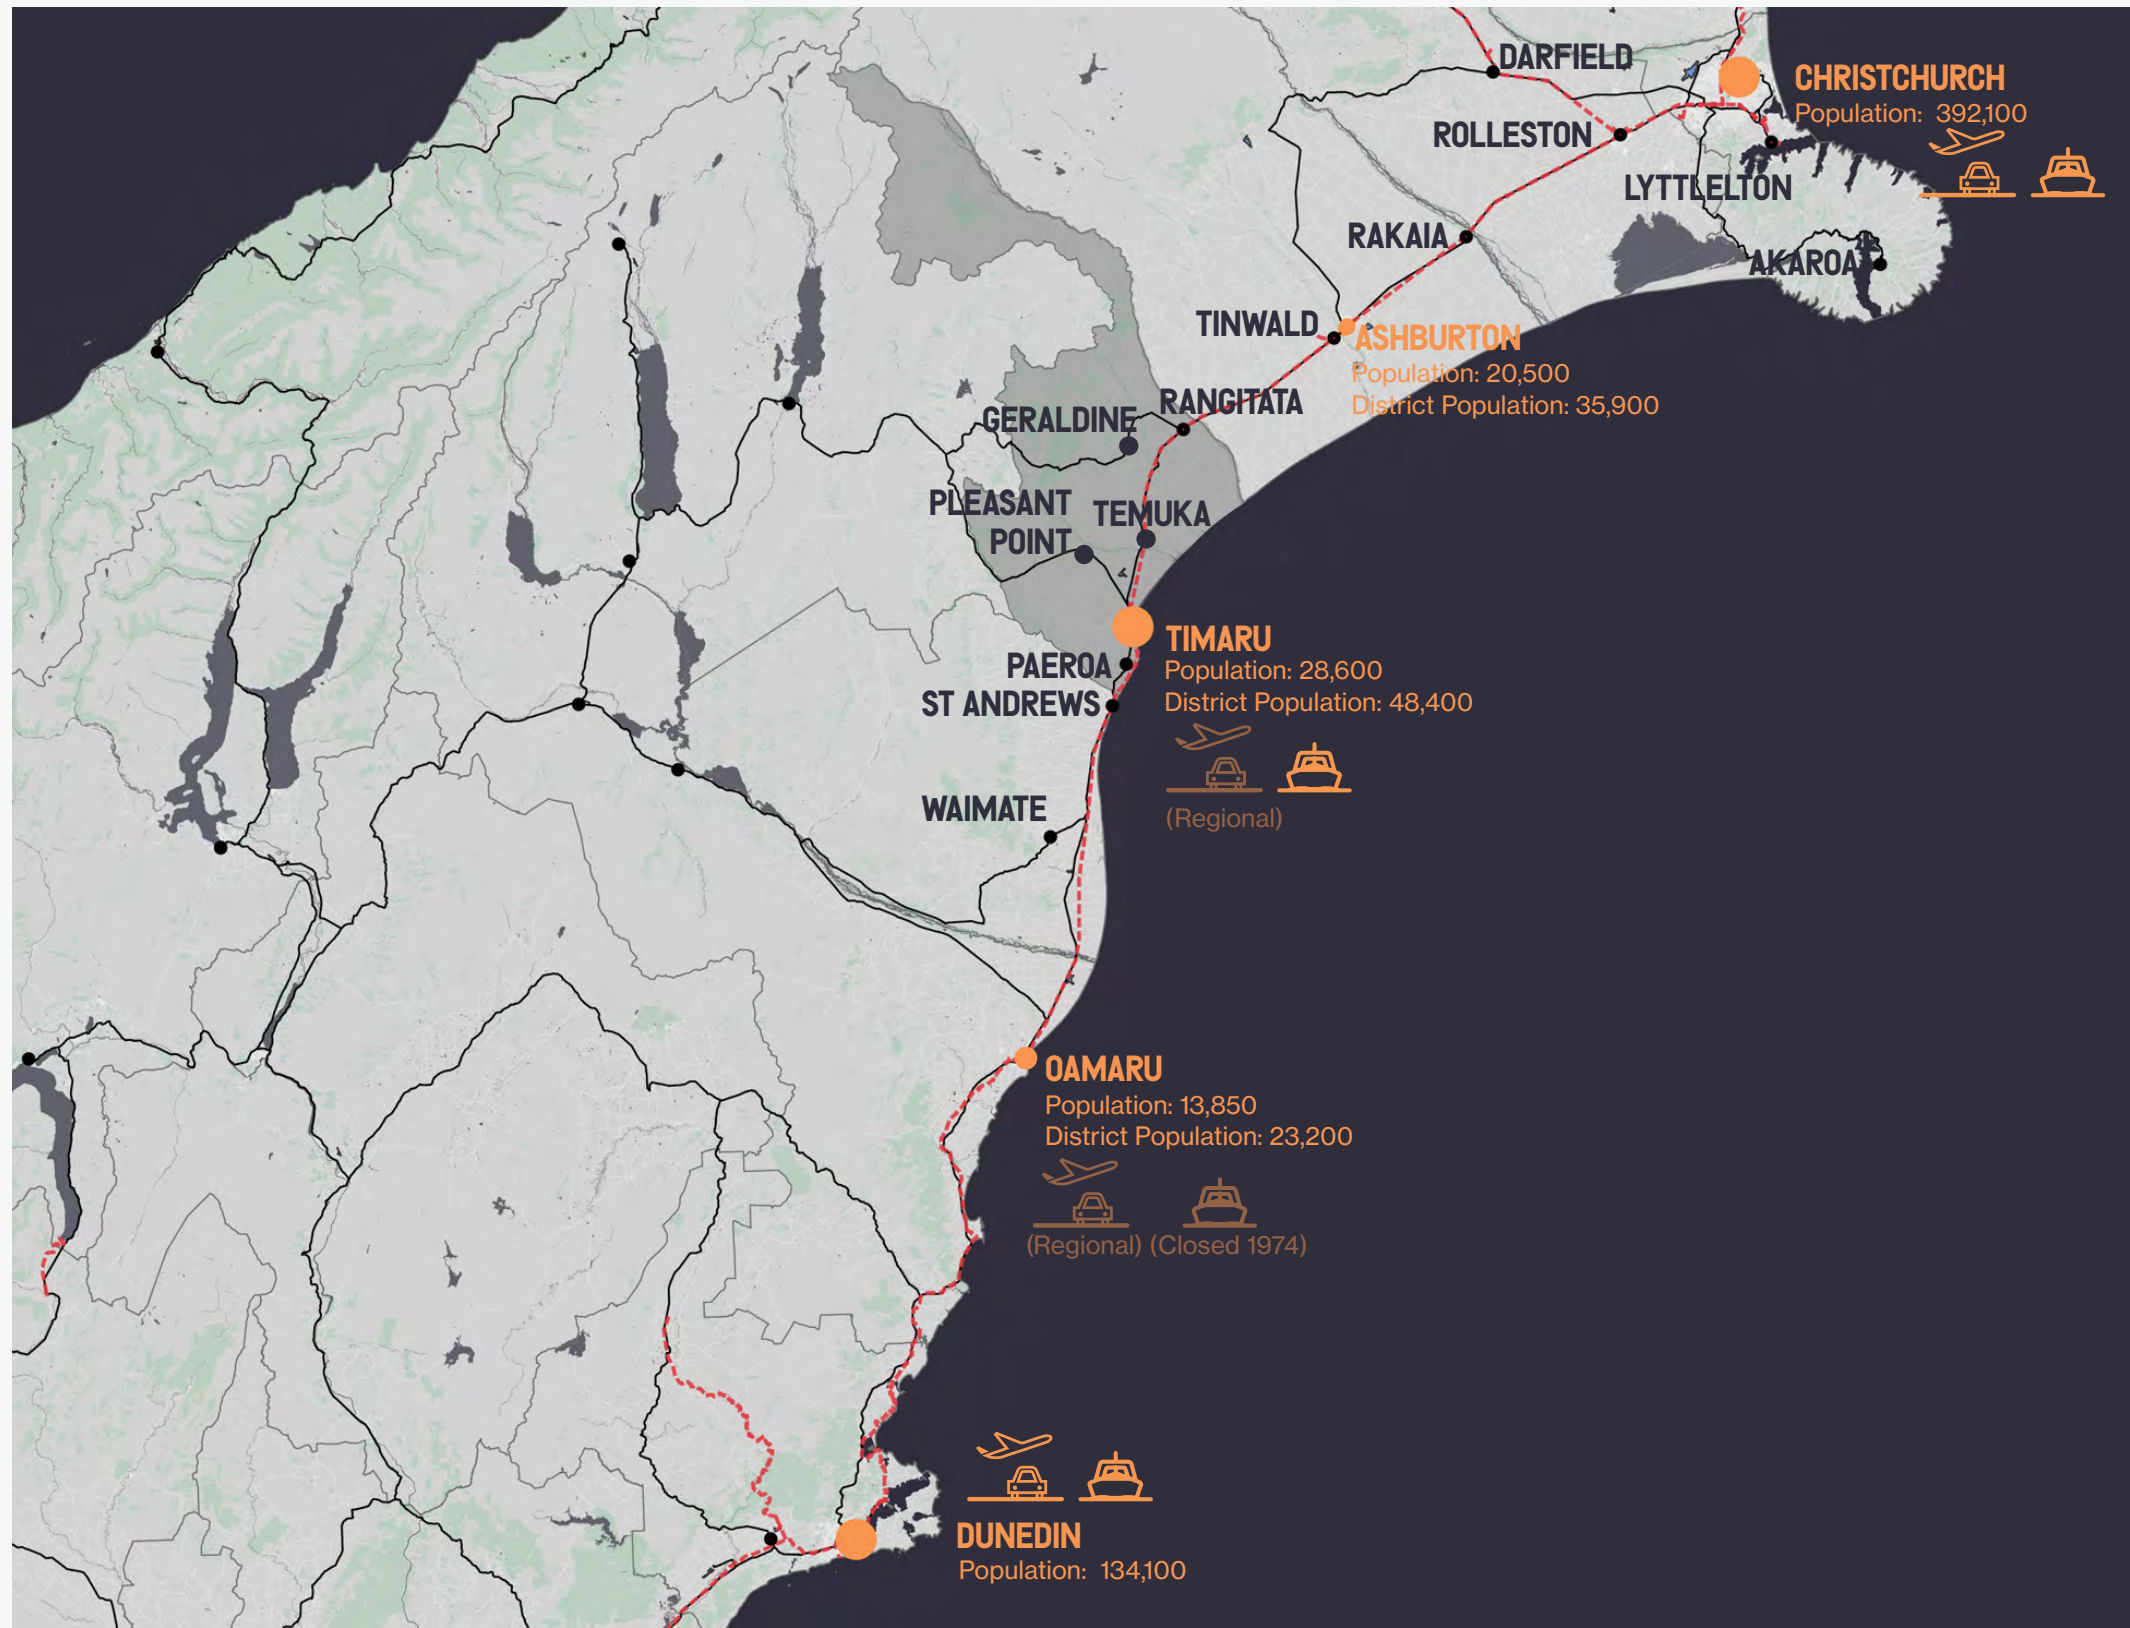 DARFIELD
CHRISTCHURCH
Population: 392,100
ROLLESTON
LYTTLELTON
RAKAIA
AKAROA
TINWALD
ASHBURTON
Population: 20,500
District Population: 35,900
RANGITATA
GERALDINE
PLEASANT
POINT
TEMUKA
TIMARU
Population: 28,600
District Population: 48,400
(Regional)
PAEROA
ST ANDREWS
WAIMATE
OAMARU
Population: 13,850
District Population: 23,200
(Regional) (Closed 1974)
DUNEDIN
Population: 134,100